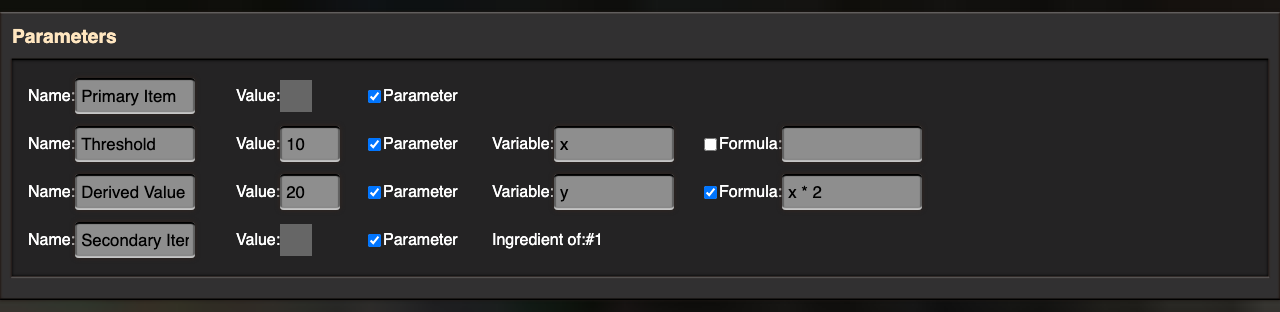 Parameters
Name: Primary Item Value: Parameter
Name: Threshold Value: 10 Parameter Variable: x Formula:
Name: Derived Value Value: 20 Parameter Variable: y Formula: x * 2
Name: Secondary Iter Value: Parameter Ingredient of:#1